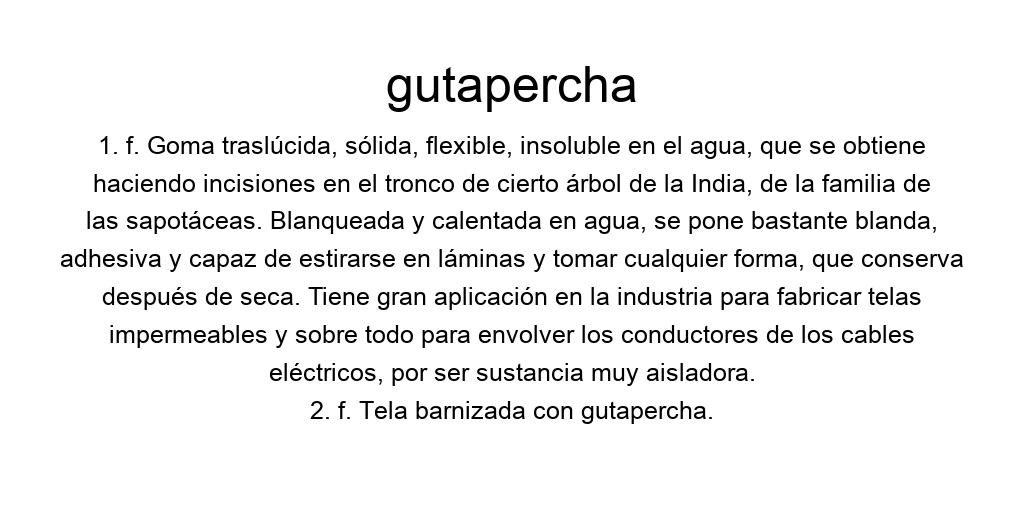 gutapercha
1. f. Goma traslúcida, sólida, flexible, insoluble en el agua, que se obtiene
haciendo incisiones en el tronco de cierto árbol de la India, de la familia de
las sapotáceas. Blanqueada y calentada en agua, se pone bastante blanda,
adhesiva y capaz de estirarse en láminas y tomar cualquier forma, que conserva
después de seca. Tiene gran aplicación en la industria para fabricar telas
impermeables y sobre todo para envolver los conductores de los cables
eléctricos, por ser sustancia muy aisladora.
2. f. Tela barnizada con gutapercha.